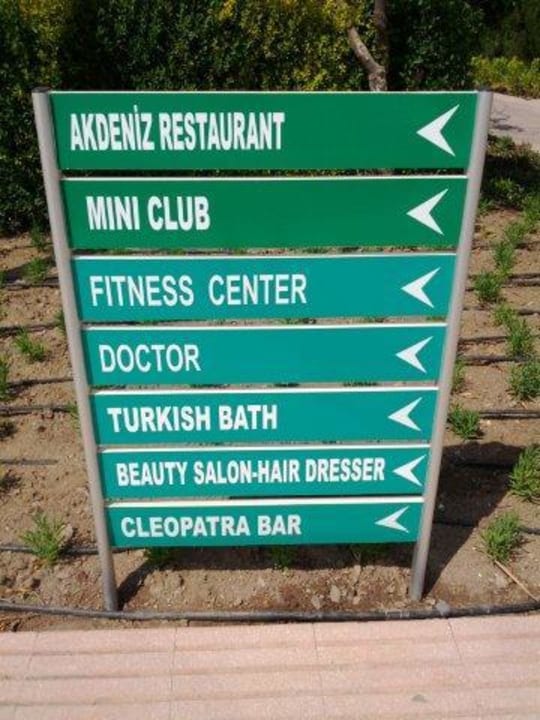 AKDENİZ RESTAURANT
MINI CLUB
FITNESS CENTER
DOCTOR
TURKISH BATH
BEAUTY SALON-HAIR DRESSER
CLEOPATRA BAR